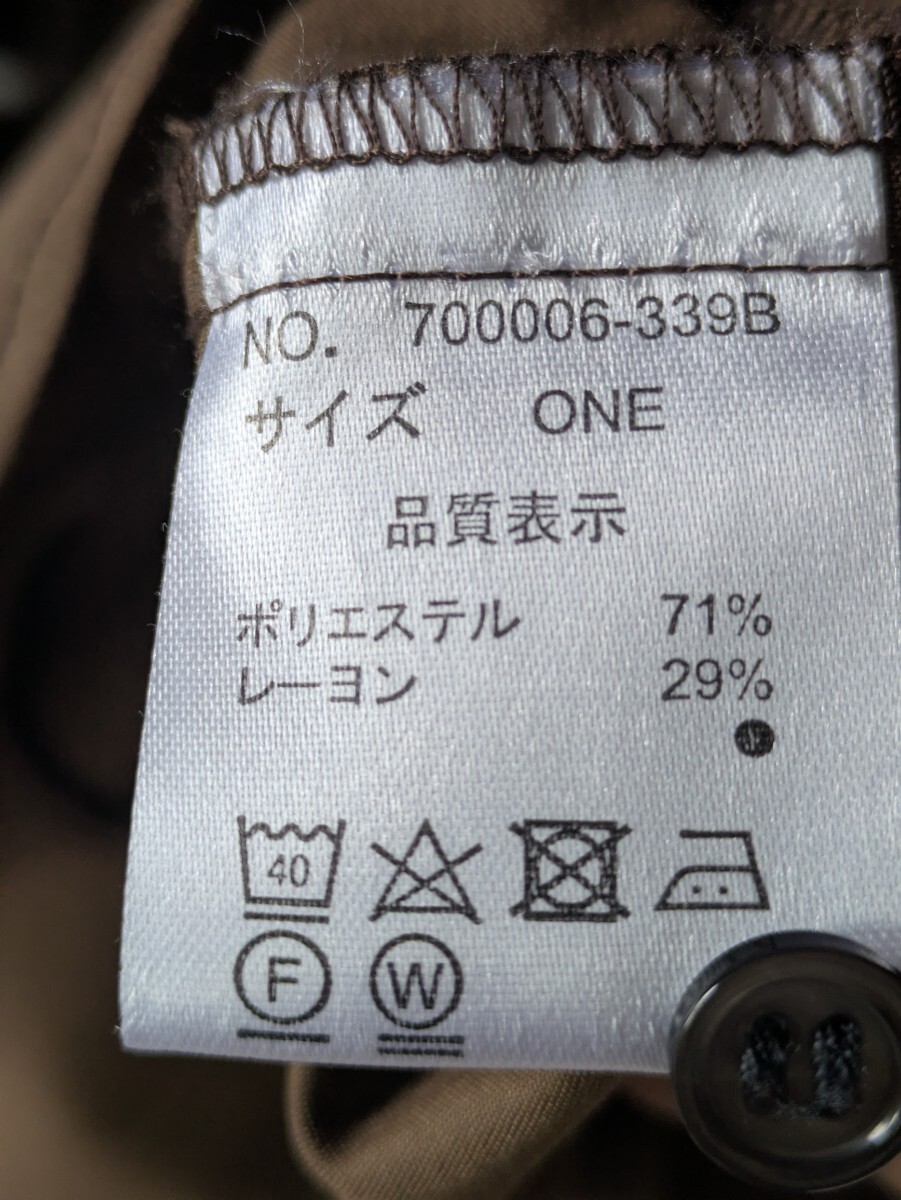 NO. 700006-339B
サイズ ONE
品質表示
ポリエステル 71%
レーヨン 29%
40
F W